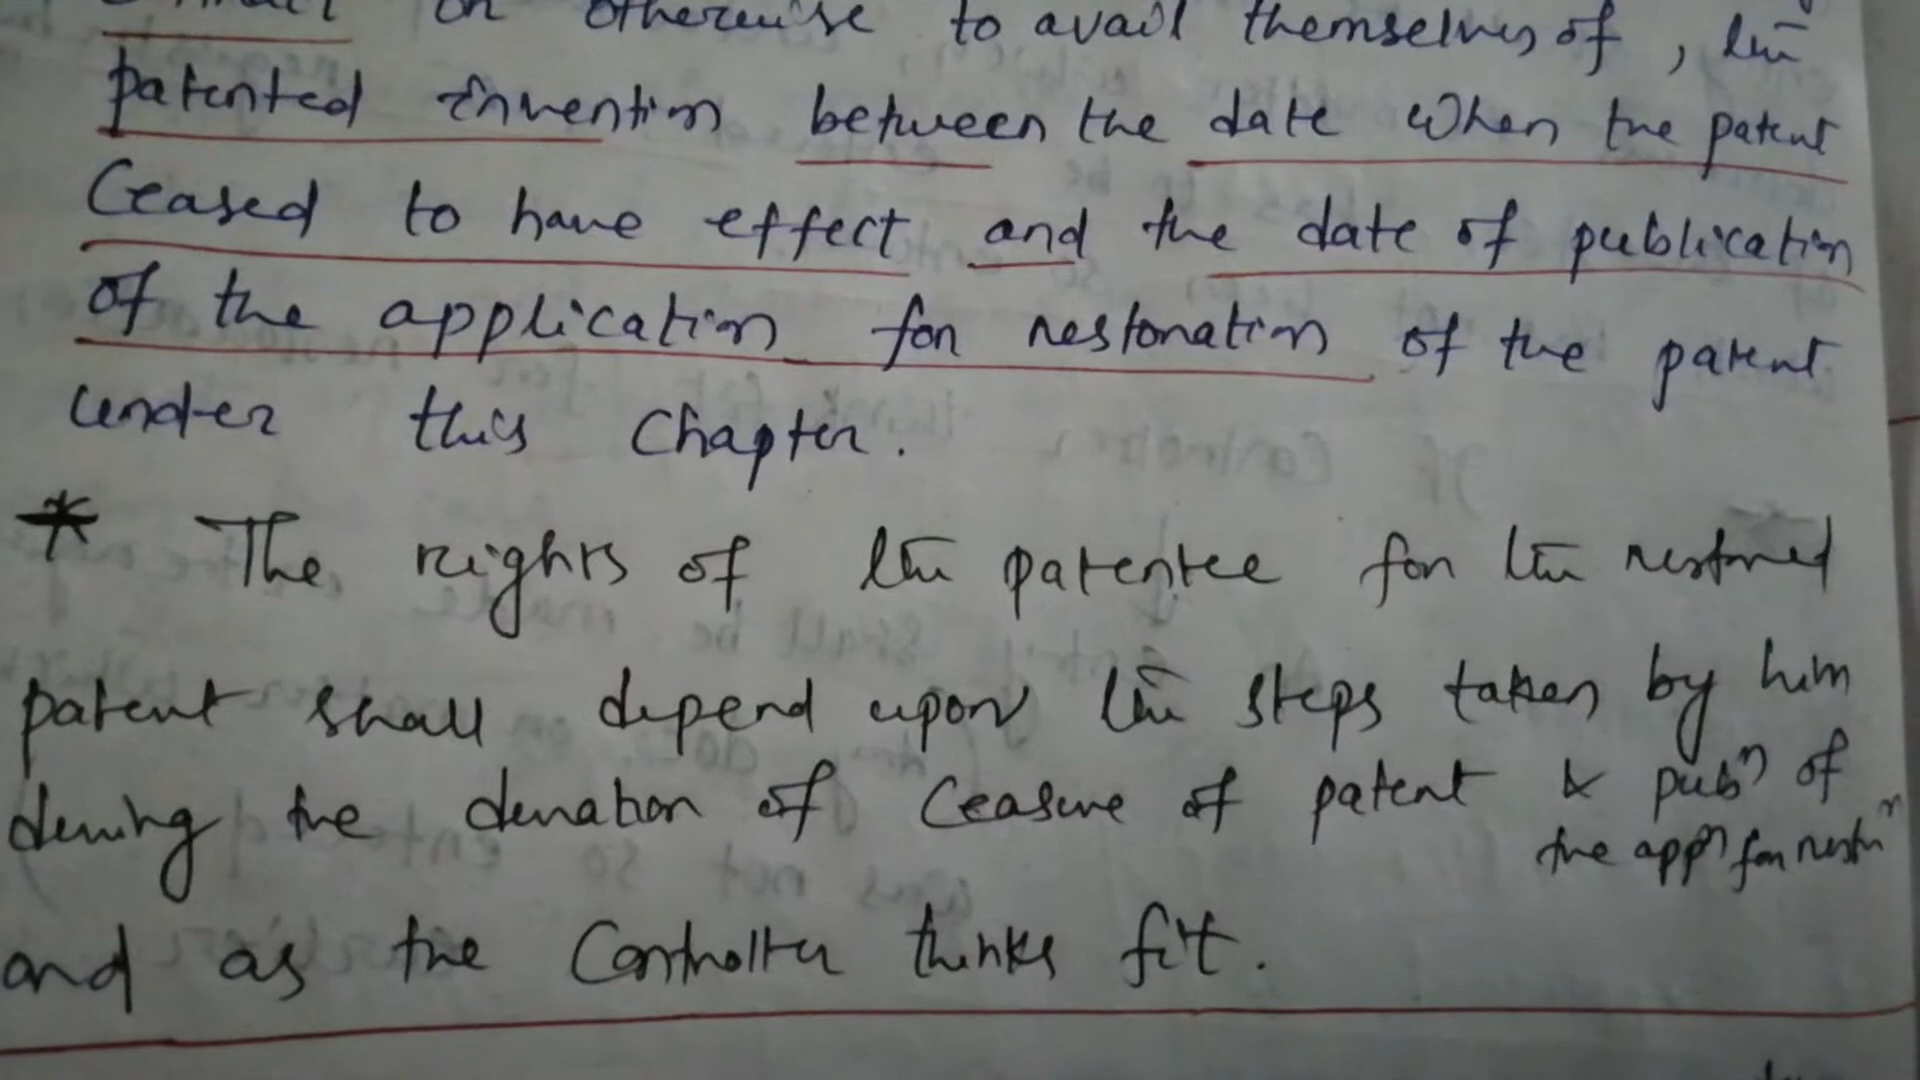 or otherwise to avail themselves of, the
patented invention between the date when the patent
Ceased to have effect and the date of publication
of the application for restoration of the patent
under this Chapter.
* The rights of the patentee for the restored
patent shall depend upon the steps taken by him
during the duration of Ceasure of patent & pubⁿ of
the appⁿ for restⁿ
and as the Controller thinks fit.